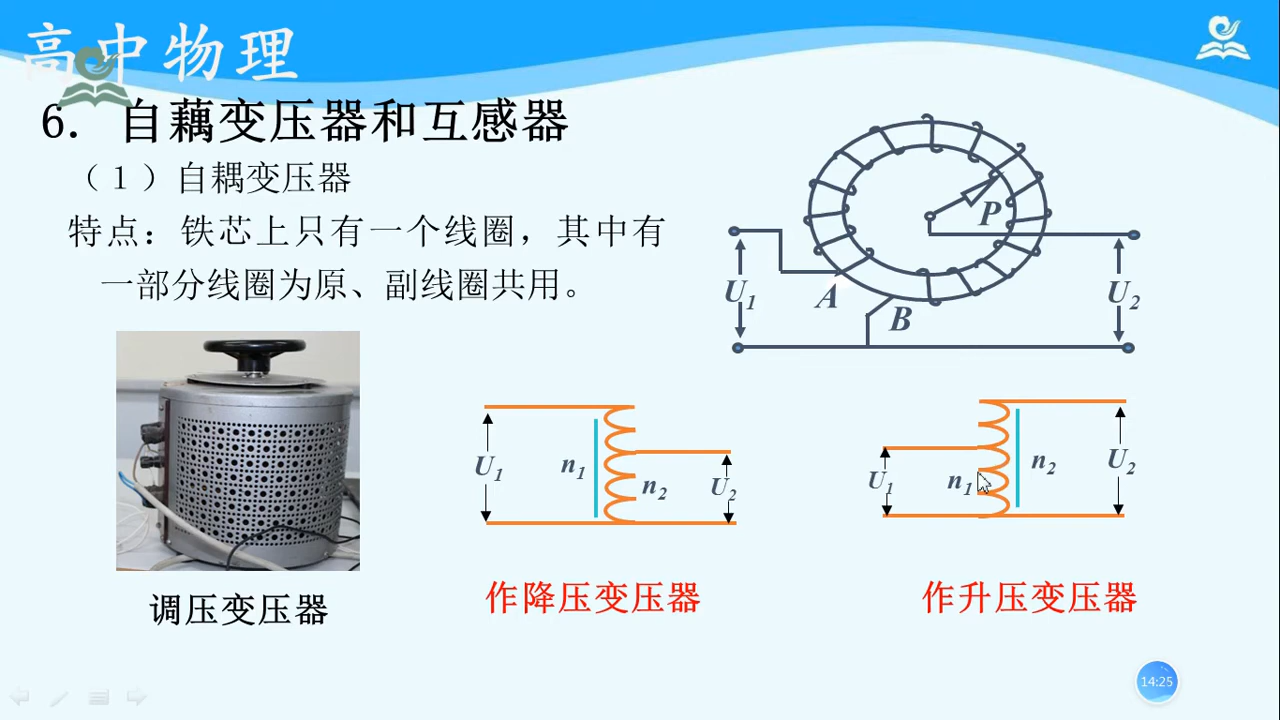 高中物理
6. 自藕变压器和互感器
(1)自耦变压器
特点：铁芯上只有一个线圈，其中有
一部分线圈为原、副线圈共用。
P
U1
A
B
U2
U1
n1
n2
U2
U1
n1
n2
U2
调压变压器
作降压变压器
作升压变压器
14:25